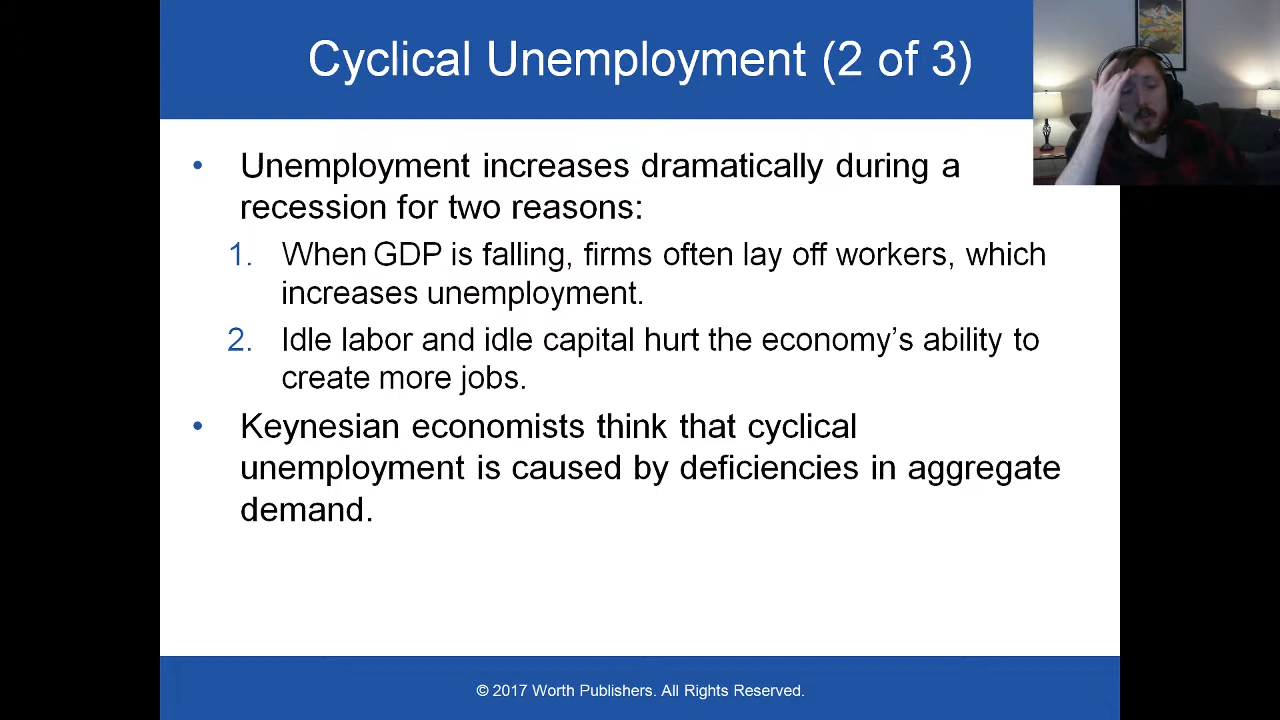 Cyclical Unemployment (2 of 3)
• Unemployment increases dramatically during a
recession for two reasons:
1. When GDP is falling, firms often lay off workers, which
increases unemployment.
2. Idle labor and idle capital hurt the economy’s ability to
create more jobs.
• Keynesian economists think that cyclical
unemployment is caused by deficiencies in aggregate
demand.
© 2017 Worth Publishers. All Rights Reserved.